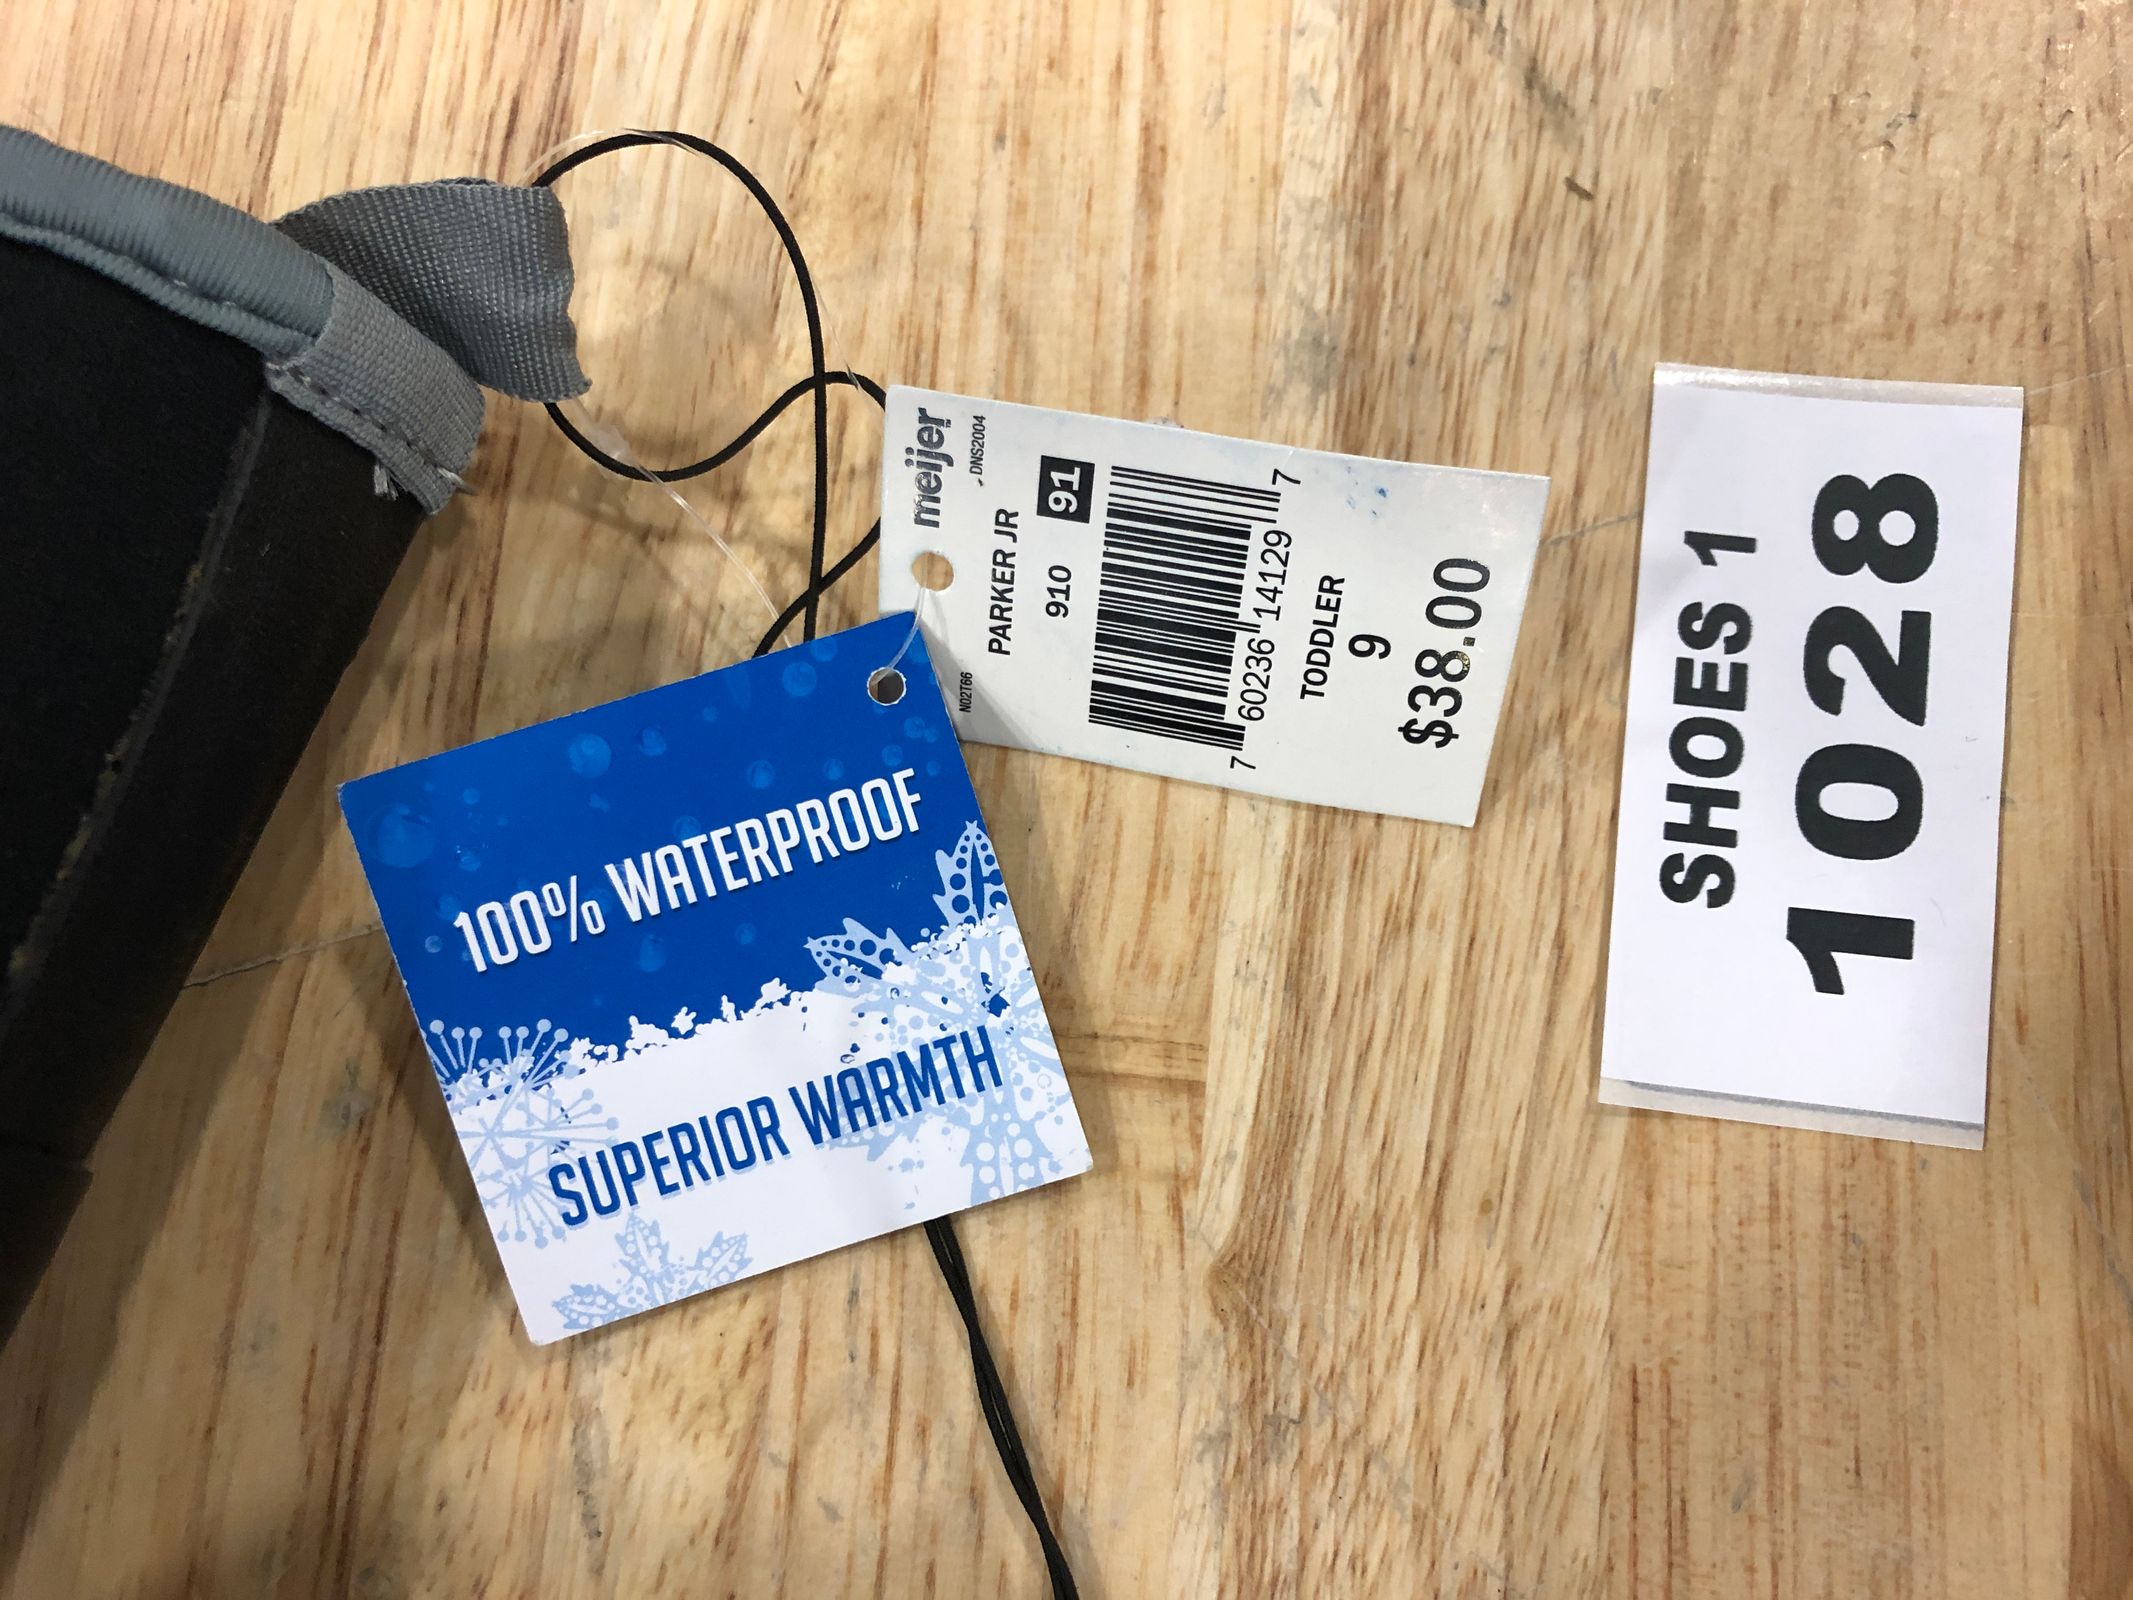 meijer
DNS2004
PARKER JR
910 91
7 60236 14129 7
TODDLER
9
$38.00
N02T66
100% WATERPROOF
SUPERIOR WARMTH
SHOES 1
1028